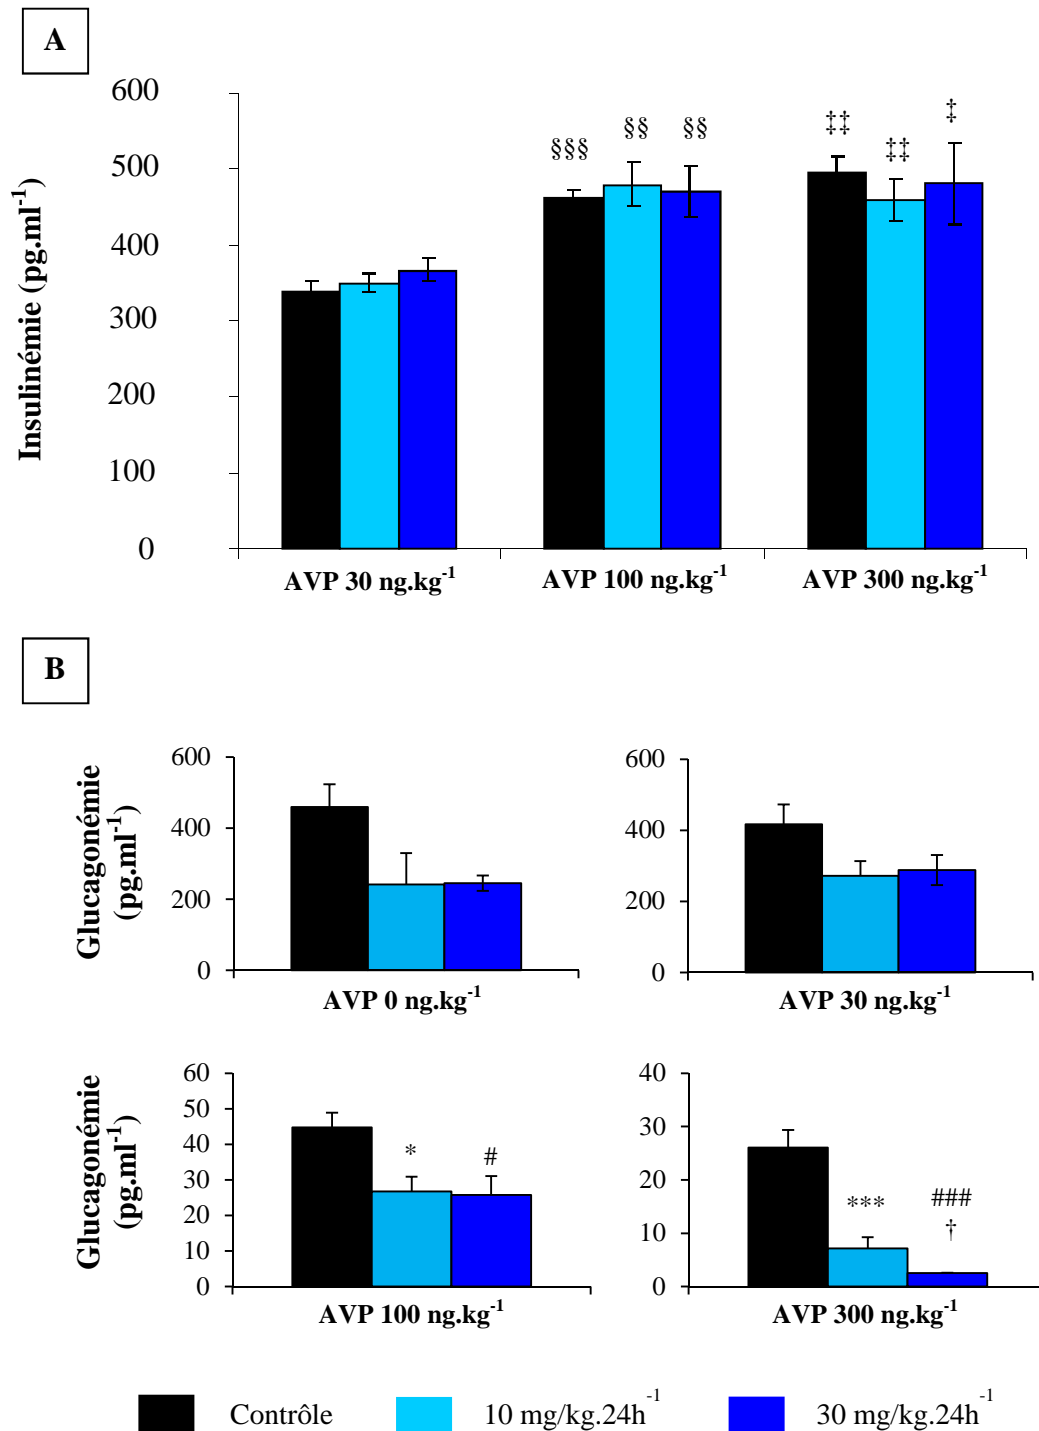 A
600
500
400
300
200
100
0
Insulinémie (pg.ml-1)
§§§ §§ §§
‡‡ ‡‡ ‡
AVP 30 ng.kg-1 AVP 100 ng.kg-1 AVP 300 ng.kg-1
B
Glucagonémie
(pg.ml-1)
600
400
200
0
AVP 0 ng.kg-1
600
400
200
0
AVP 30 ng.kg-1
Glucagonémie
(pg.ml-1)
60
50
40
30
20
10
0
* #
AVP 100 ng.kg-1
40
30
20
10
0
*** ###
†
AVP 300 ng.kg-1
Contrôle 10 mg/kg.24h-1 30 mg/kg.24h-1